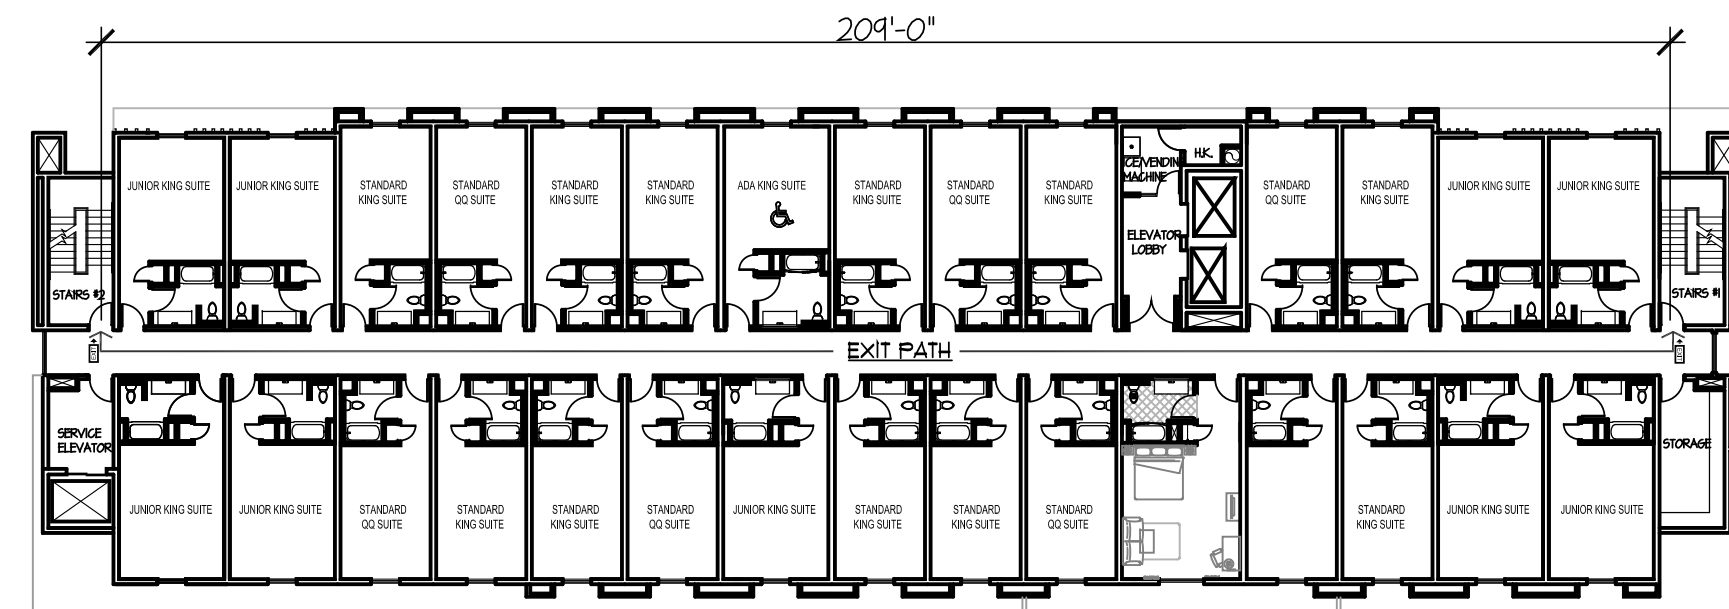 209'-0"
JUNIOR KING SUITE
JUNIOR KING SUITE
STANDARD
KING SUITE
STANDARD
QQ SUITE
STANDARD
KING SUITE
STANDARD
KING SUITE
ADA KING SUITE
STANDARD
KING SUITE
STANDARD
QQ SUITE
STANDARD
KING SUITE
ICE/VENDING
MACHINE
H.K.
ELEVATOR
LOBBY
STANDARD
QQ SUITE
STANDARD
KING SUITE
JUNIOR KING SUITE
JUNIOR KING SUITE
STAIRS #2
STAIRS #1
EXIT
EXIT PATH
EXIT
SERVICE
ELEVATOR
STORAGE
JUNIOR KING SUITE
JUNIOR KING SUITE
STANDARD
QQ SUITE
STANDARD
KING SUITE
STANDARD
KING SUITE
STANDARD
QQ SUITE
JUNIOR KING SUITE
STANDARD
KING SUITE
STANDARD
KING SUITE
STANDARD
QQ SUITE
STANDARD
KING SUITE
JUNIOR KING SUITE
JUNIOR KING SUITE